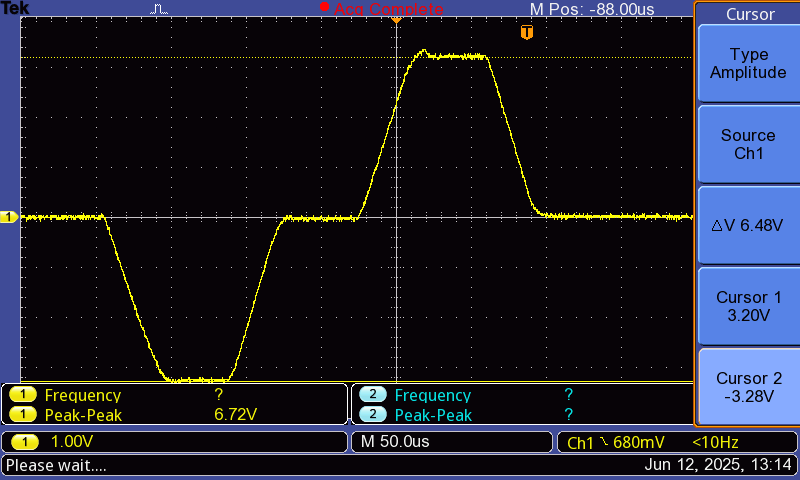 Tek Acq Complete M Pos: -88.00us
T
1
Cursor
Type
Amplitude
Source
Ch1
△V 6.48V
Cursor 1
3.20V
Cursor 2
-3.28V
1 Frequency ?
1 Peak-Peak 6.72V
2 Frequency ?
2 Peak-Peak ?
1 1.00V
M 50.0us
Ch1 680mV <10Hz
Please wait....
Jun 12, 2025, 13:14